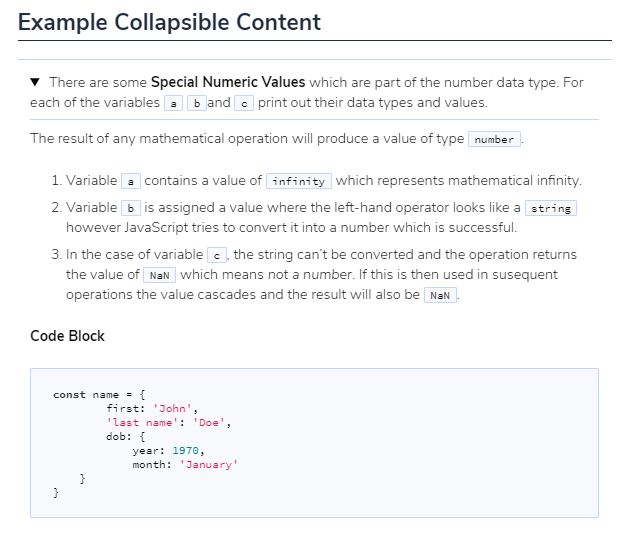 Example Collapsible Content
▼ There are some Special Numeric Values which are part of the number data type. For
each of the variables a b and c print out their data types and values.
The result of any mathematical operation will produce a value of type number.
1. Variable a contains a value of infinity which represents mathematical infinity.
2. Variable b is assigned a value where the left-hand operator looks like a string
however JavaScript tries to convert it into a number which is successful.
3. In the case of variable c, the string can't be converted and the operation returns
the value of NaN which means not a number. If this is then used in susequent
operations the value cascades and the result will also be NaN.
Code Block
const name = {
        first: 'John',
        'last name': 'Doe',
        dob: {
            year: 1970,
            month: 'January'
    }
}